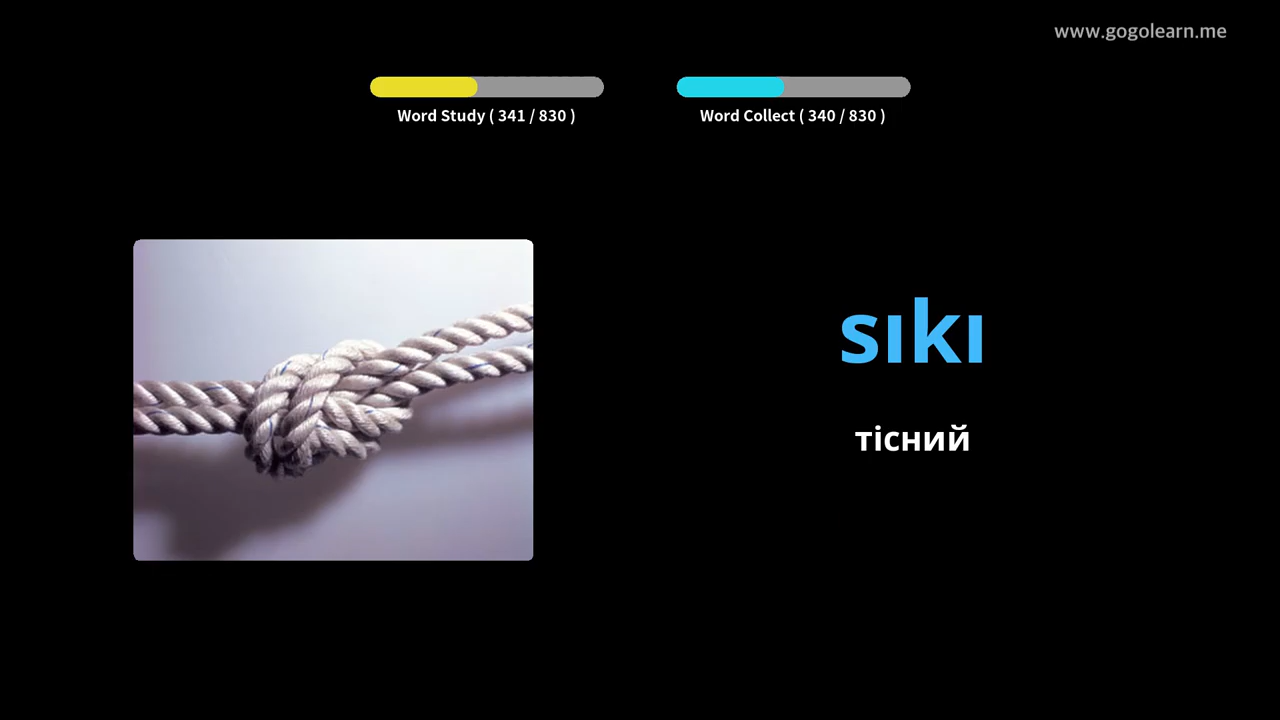 www.gogolearn.me
Word Study ( 341 / 830 )
Word Collect ( 340 / 830 )
sıkı
тісний